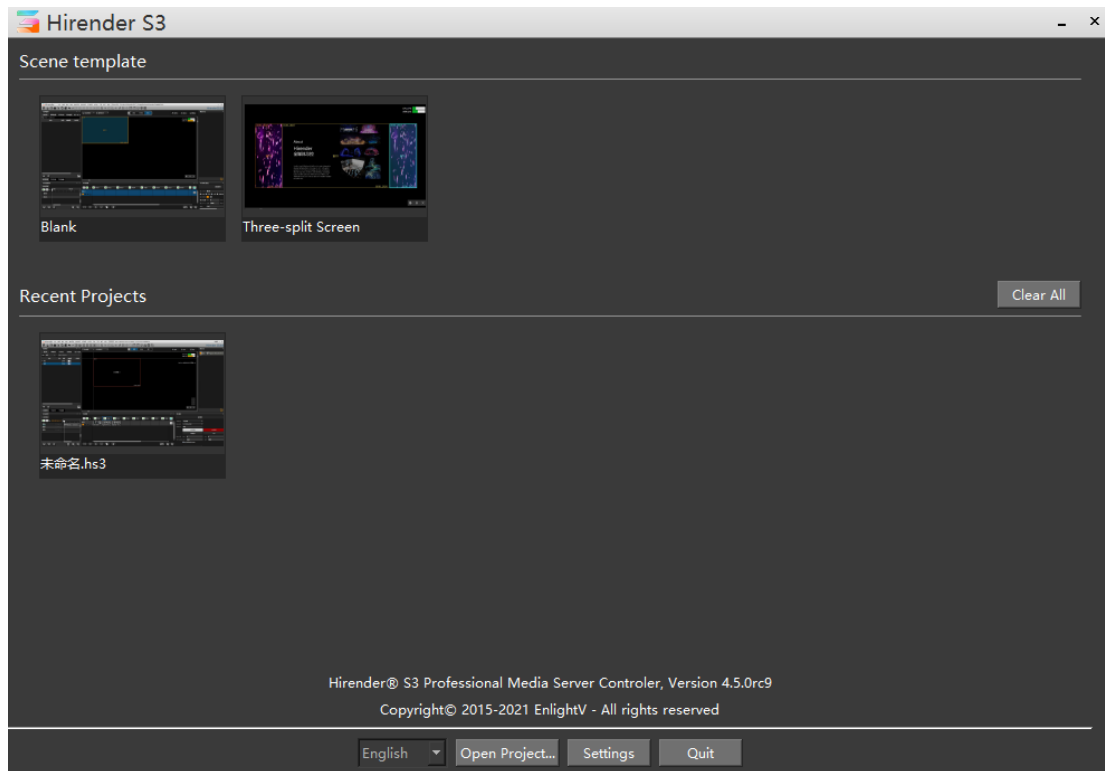 Hirender S3
Scene template
Blank
Three-split Screen
Recent Projects
Clear All
未命名.hs3
Hirender® S3 Professional Media Server Controler, Version 4.5.0rc9
Copyright© 2015-2021 EnlightV - All rights reserved
English
Open Project...
Settings
Quit